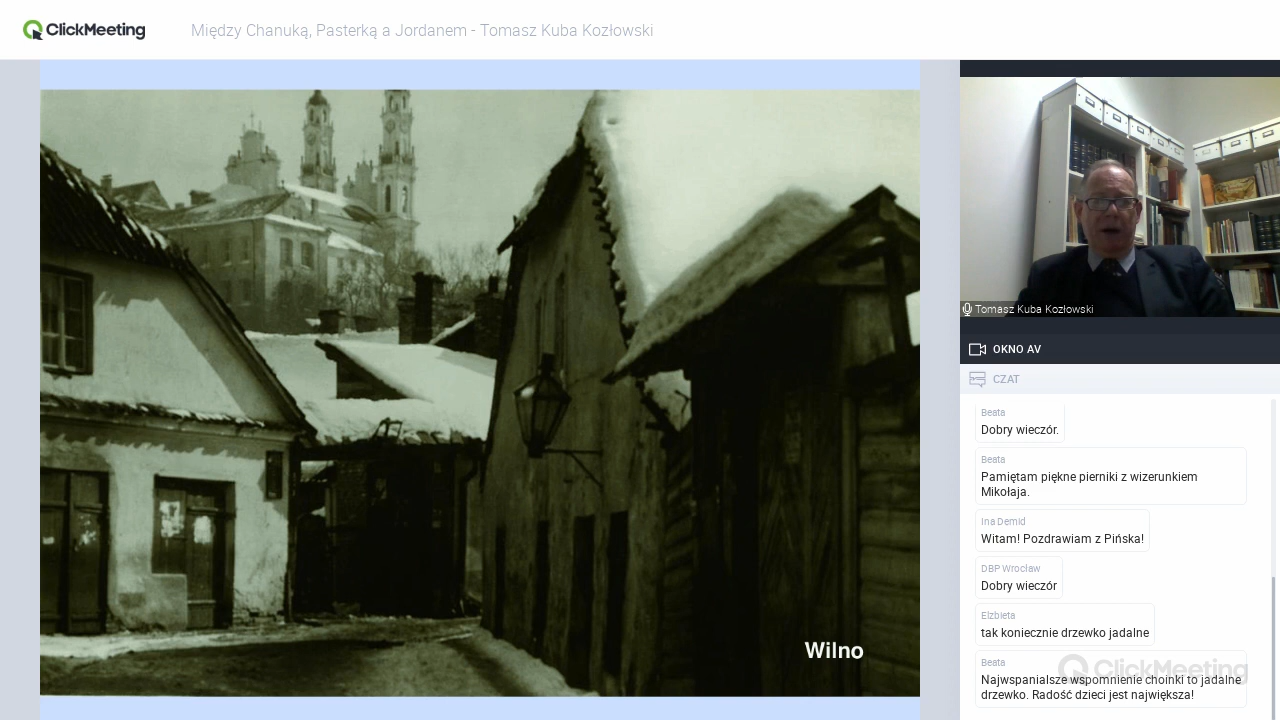 ClickMeeting
Między Chanuką, Pasterką a Jordanem - Tomasz Kuba Kozłowski
Wilno
Tomasz Kuba Kozłowski
OKNO AV
CZAT
Beata
Dobry wieczór.
Beata
Pamiętam piękne pierniki z wizerunkiem
Mikołaja.
Ina Demid
Witam! Pozdrawiam z Pińska!
DBP Wrocław
Dobry wieczór
Elżbieta
tak koniecznie drzewko jadalne
Beata
Najwspanialsze wspomnienie choinki to jadalne
drzewko. Radość dzieci jest największa!
ClickMeeting